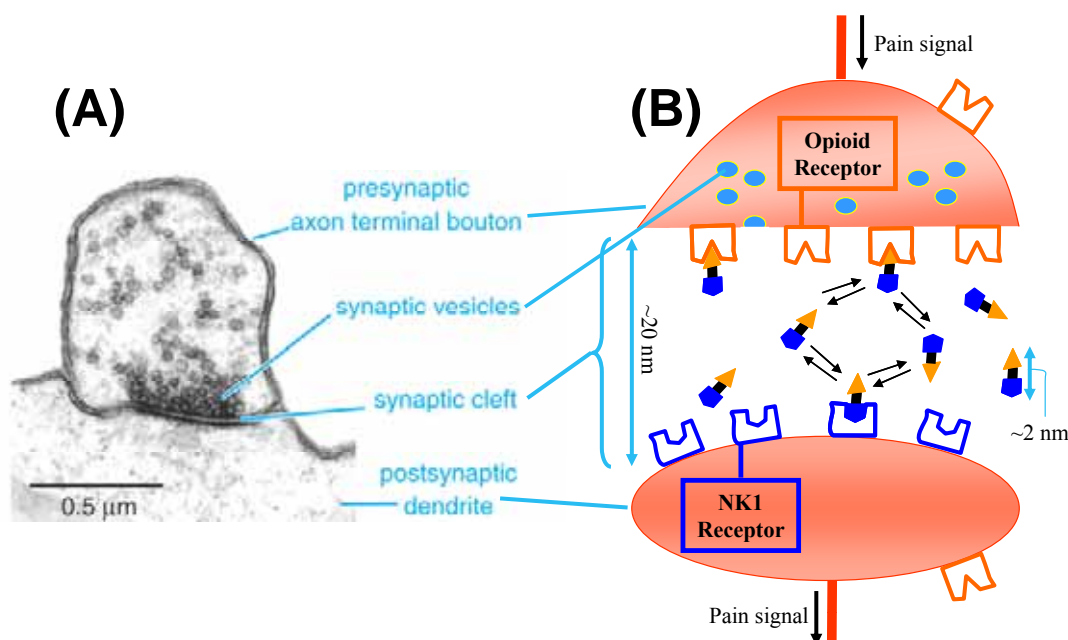 (A)
presynaptic
axon terminal bouton
synaptic vesicles
synaptic cleft
postsynaptic
dendrite
0.5 μm
(B)
Pain signal
Opioid
Receptor
~20 nm
~2 nm
NK1
Receptor
Pain signal